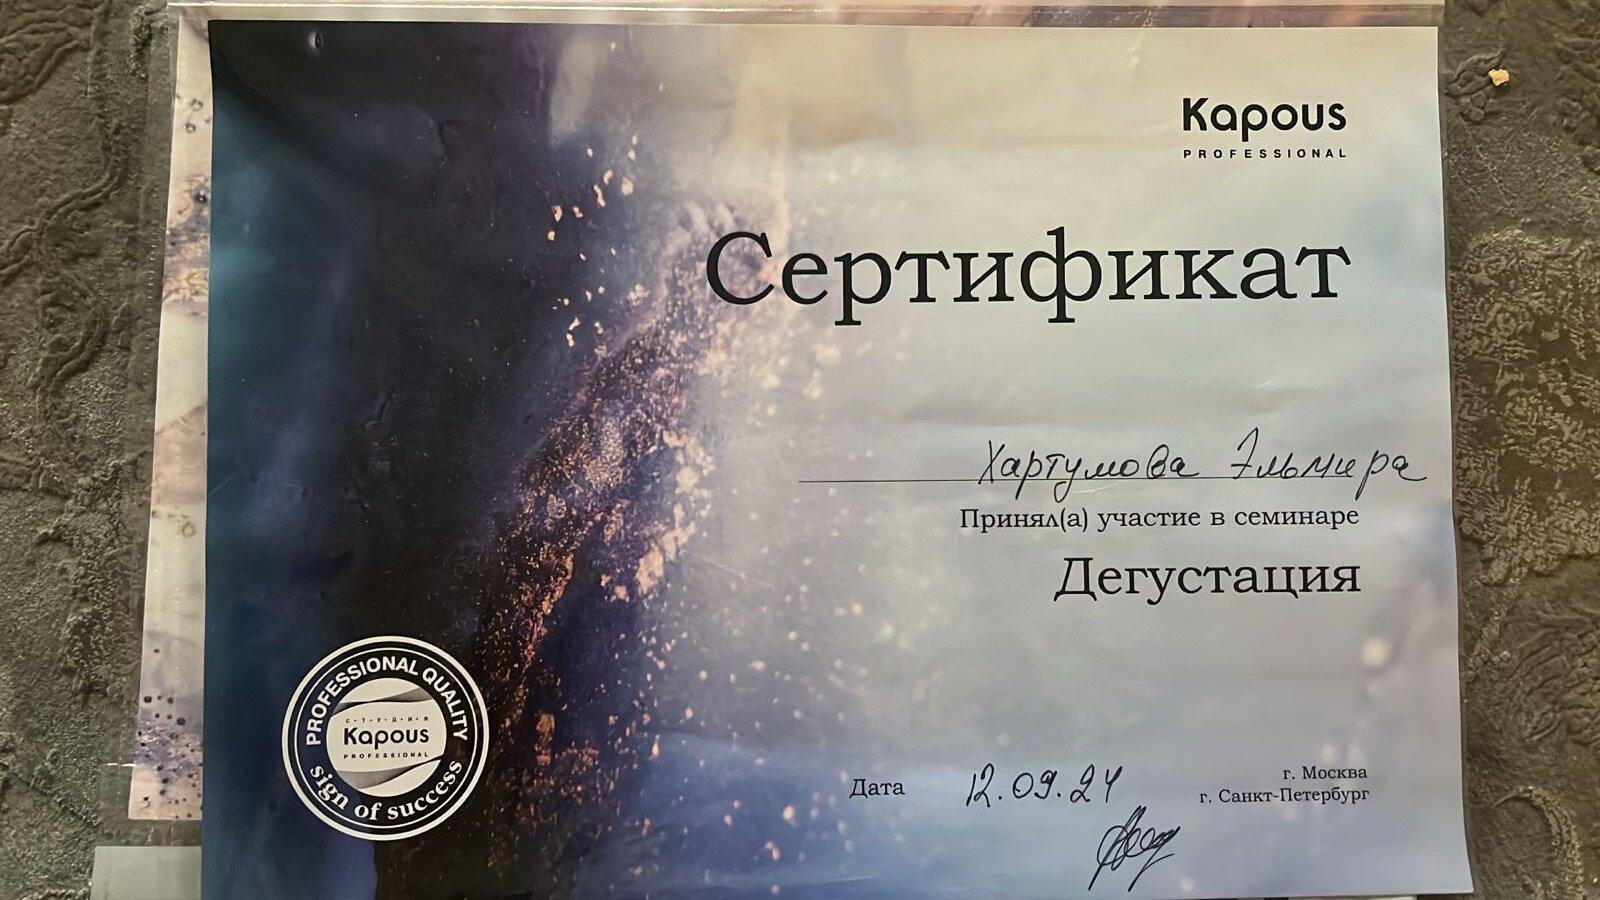 Kapous
PROFESSIONAL
Сертификат
Хартумова Эльмира
Принял(а) участие в семинаре
Дегустация
PROFESSIONAL QUALITY
СТУДИЯ
Kapous
PROFESSIONAL
sign of success
Дата 12.09.24
г. Москва
г. Санкт-Петербург